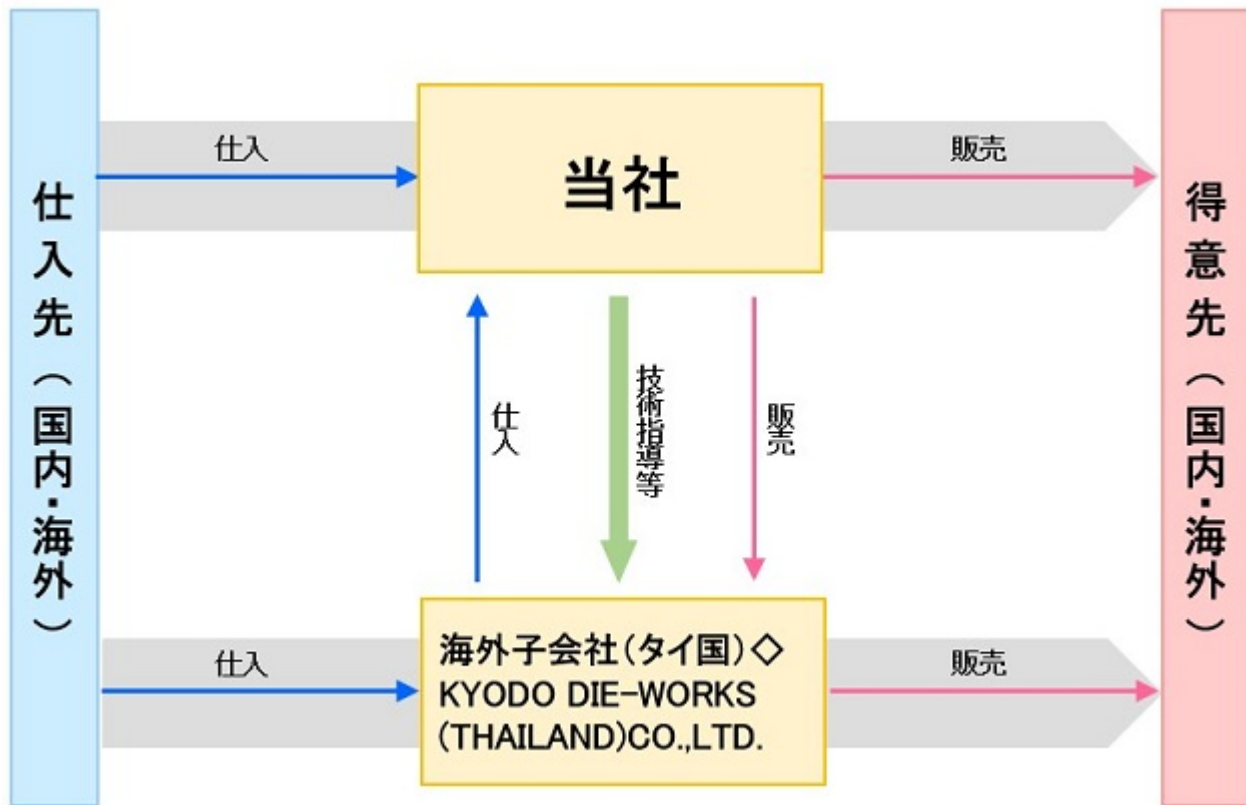 仕入先（国内・海外）
仕入
当社
販売
得意先（国内・海外）
仕入
技術指導等
販売
仕入
海外子会社（タイ国）◇
KYODO DIE-WORKS
(THAILAND)CO.,LTD.
販売